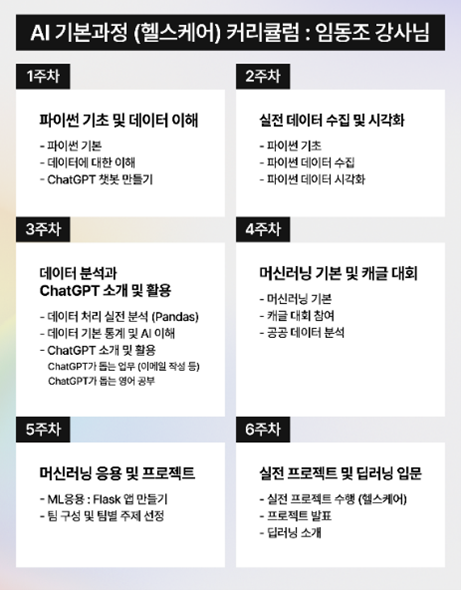 AI 기본과정 (헬스케어) 커리큘럼 : 임동조 강사님
1주차
파이썬 기초 및 데이터 이해
- 파이썬 기본
- 데이터에 대한 이해
- ChatGPT 챗봇 만들기
2주차
실전 데이터 수집 및 시각화
- 파이썬 기초
- 파이썬 데이터 수집
- 파이썬 데이터 시각화
3주차
데이터 분석과
ChatGPT 소개 및 활용
- 데이터 처리 실전 분석 (Pandas)
- 데이터 기본 통계 및 AI 이해
- ChatGPT 소개 및 활용
ChatGPT가 돕는 업무 (이메일 작성 등)
ChatGPT가 돕는 영어 공부
4주차
머신러닝 기본 및 캐글 대회
- 머신러닝 기본
- 캐글 대회 참여
- 공공 데이터 분석
5주차
머신러닝 응용 및 프로젝트
- ML응용 : Flask 앱 만들기
- 팀 구성 및 팀별 주제 선정
6주차
실전 프로젝트 및 딥러닝 입문
- 실전 프로젝트 수행 (헬스케어)
- 프로젝트 발표
- 딥러닝 소개